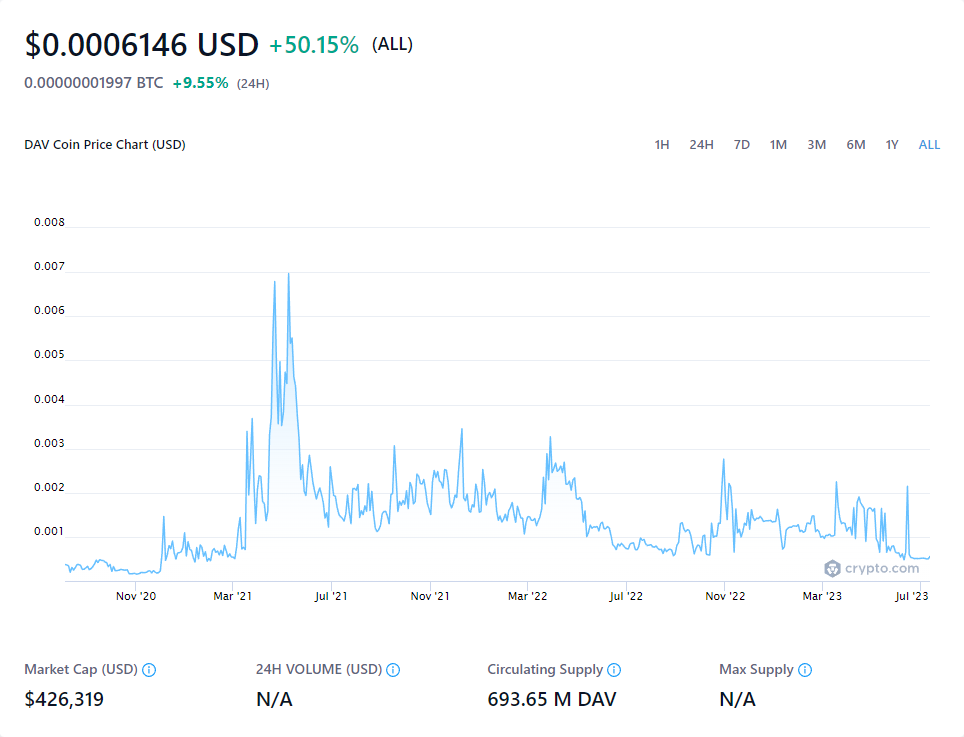 $0.0006146 USD +50.15% (ALL)
0.00000001997 BTC +9.55% (24H)
DAV Coin Price Chart (USD) 1H 24H 7D 1M 3M 6M 1Y ALL
0.008
0.007
0.006
0.005
0.004
0.003
0.002
0.001
crypto.com
Nov '20 Mar '21 Jul '21 Nov '21 Mar '22 Jul '22 Nov '22 Mar '23 Jul '23
Market Cap (USD) 24H VOLUME (USD) Circulating Supply Max Supply
$426,319 N/A 693.65 M DAV N/A